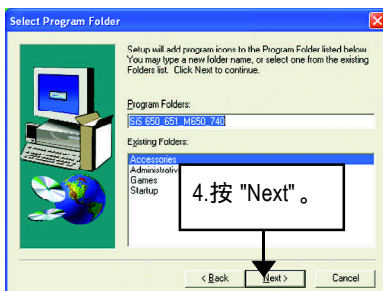 Select Program Folder
Setup will add program icons to the Program Folder listed below.
You may type a new folder name, or select one from the existing
Folders list. Click Next to continue.
Program Folders:
SiS 650_651_M650_740
Existing Folders:
Accessories
Administrativ
Games
Startup
4.按 "Next"。
< Back
Next >
Cancel